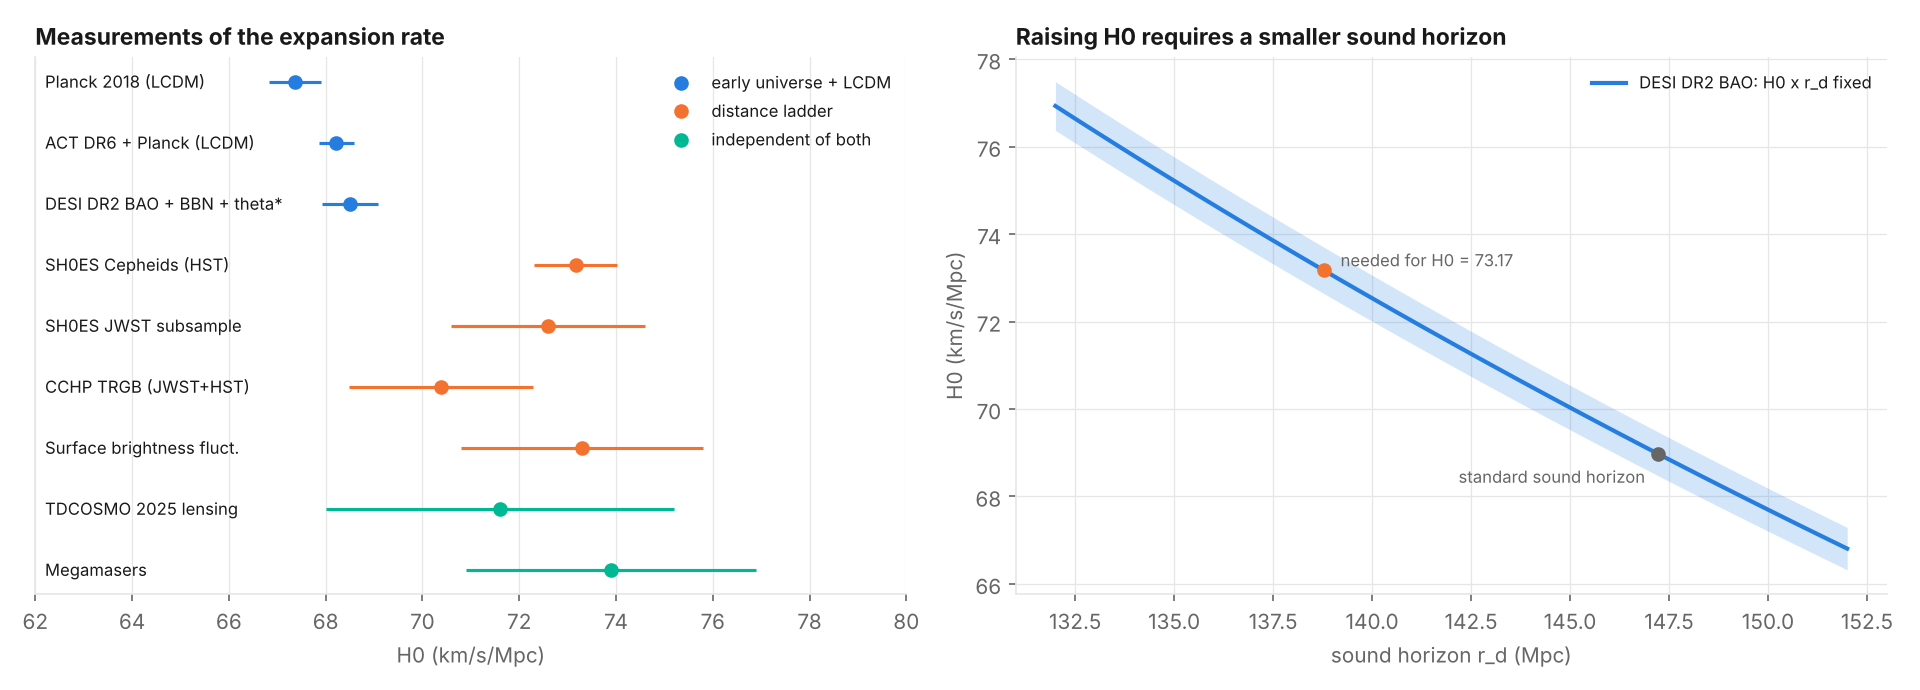 Measurements of the expansion rate
Planck 2018 (LCDM)
ACT DR6 + Planck (LCDM)
DESI DR2 BAO + BBN + theta*
SH0ES Cepheids (HST)
SH0ES JWST subsample
CCHP TRGB (JWST+HST)
Surface brightness fluct.
TDCOSMO 2025 lensing
Megamasers
early universe + LCDM
distance ladder
independent of both
62 64 66 68 70 72 74 76 78 80
H0 (km/s/Mpc)
Raising H0 requires a smaller sound horizon
DESI DR2 BAO: H0 x r_d fixed
78
76
74
72
70
68
66
H0 (km/s/Mpc)
needed for H0 = 73.17
standard sound horizon
132.5 135.0 137.5 140.0 142.5 145.0 147.5 150.0 152.5
sound horizon r_d (Mpc)